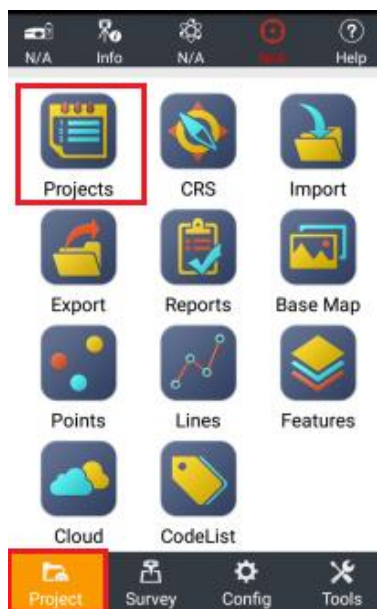 N/A Info N/A N/A Help
Projects CRS Import
Export Reports Base Map
Points Lines Features
Cloud CodeList
Project Survey Config Tools